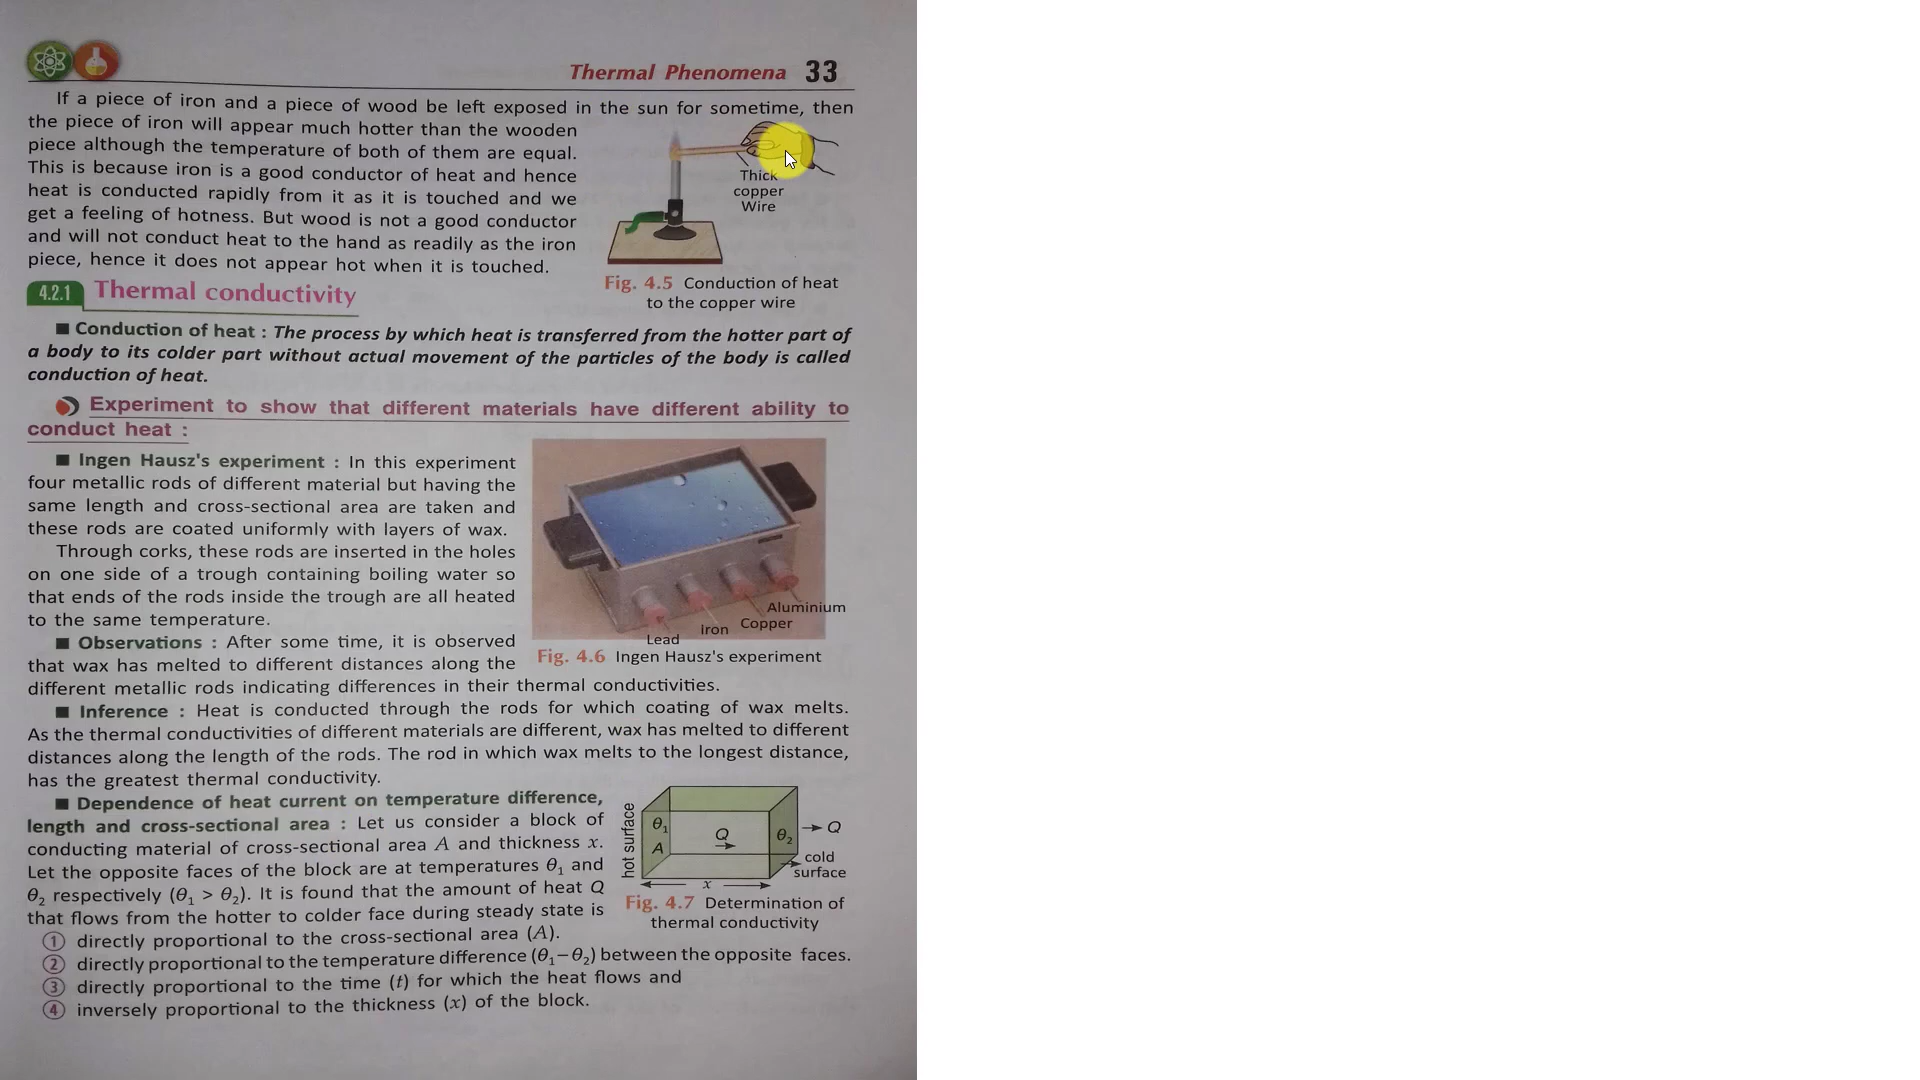 Thermal Phenomena 33
If a piece of iron and a piece of wood be left exposed in the sun for sometime, then
the piece of iron will appear much hotter than the wooden
piece although the temperature of both of them are equal.
This is because iron is a good conductor of heat and hence
heat is conducted rapidly from it as it is touched and we
get a feeling of hotness. But wood is not a good conductor
and will not conduct heat to the hand as readily as the iron
piece, hence it does not appear hot when it is touched.
Thick
copper
Wire
Fig. 4.5 Conduction of heat
to the copper wire
4.2.1 Thermal conductivity
■ Conduction of heat : The process by which heat is transferred from the hotter part of
a body to its colder part without actual movement of the particles of the body is called
conduction of heat.
Experiment to show that different materials have different ability to
conduct heat :
■ Ingen Hausz's experiment : In this experiment
four metallic rods of different material but having the
same length and cross-sectional area are taken and
these rods are coated uniformly with layers of wax.
Through corks, these rods are inserted in the holes
on one side of a trough containing boiling water so
that ends of the rods inside the trough are all heated
to the same temperature.
■ Observations : After some time, it is observed
that wax has melted to different distances along the
different metallic rods indicating differences in their thermal conductivities.
Aluminium
Copper
Iron
Lead
Fig. 4.6 Ingen Hausz's experiment
■ Inference : Heat is conducted through the rods for which coating of wax melts.
As the thermal conductivities of different materials are different, wax has melted to different
distances along the length of the rods. The rod in which wax melts to the longest distance,
has the greatest thermal conductivity.
■ Dependence of heat current on temperature difference,
length and cross-sectional area : Let us consider a block of
conducting material of cross-sectional area A and thickness x.
Let the opposite faces of the block are at temperatures θ₁ and
θ₂ respectively (θ₁ > θ₂). It is found that the amount of heat Q
that flows from the hotter to colder face during steady state is
① directly proportional to the cross-sectional area (A).
② directly proportional to the temperature difference (θ₁–θ₂) between the opposite faces.
③ directly proportional to the time (t) for which the heat flows and
④ inversely proportional to the thickness (x) of the block.
hot surface
θ₁
A
Q
θ₂
Q
cold
surface
x
Fig. 4.7 Determination of
thermal conductivity